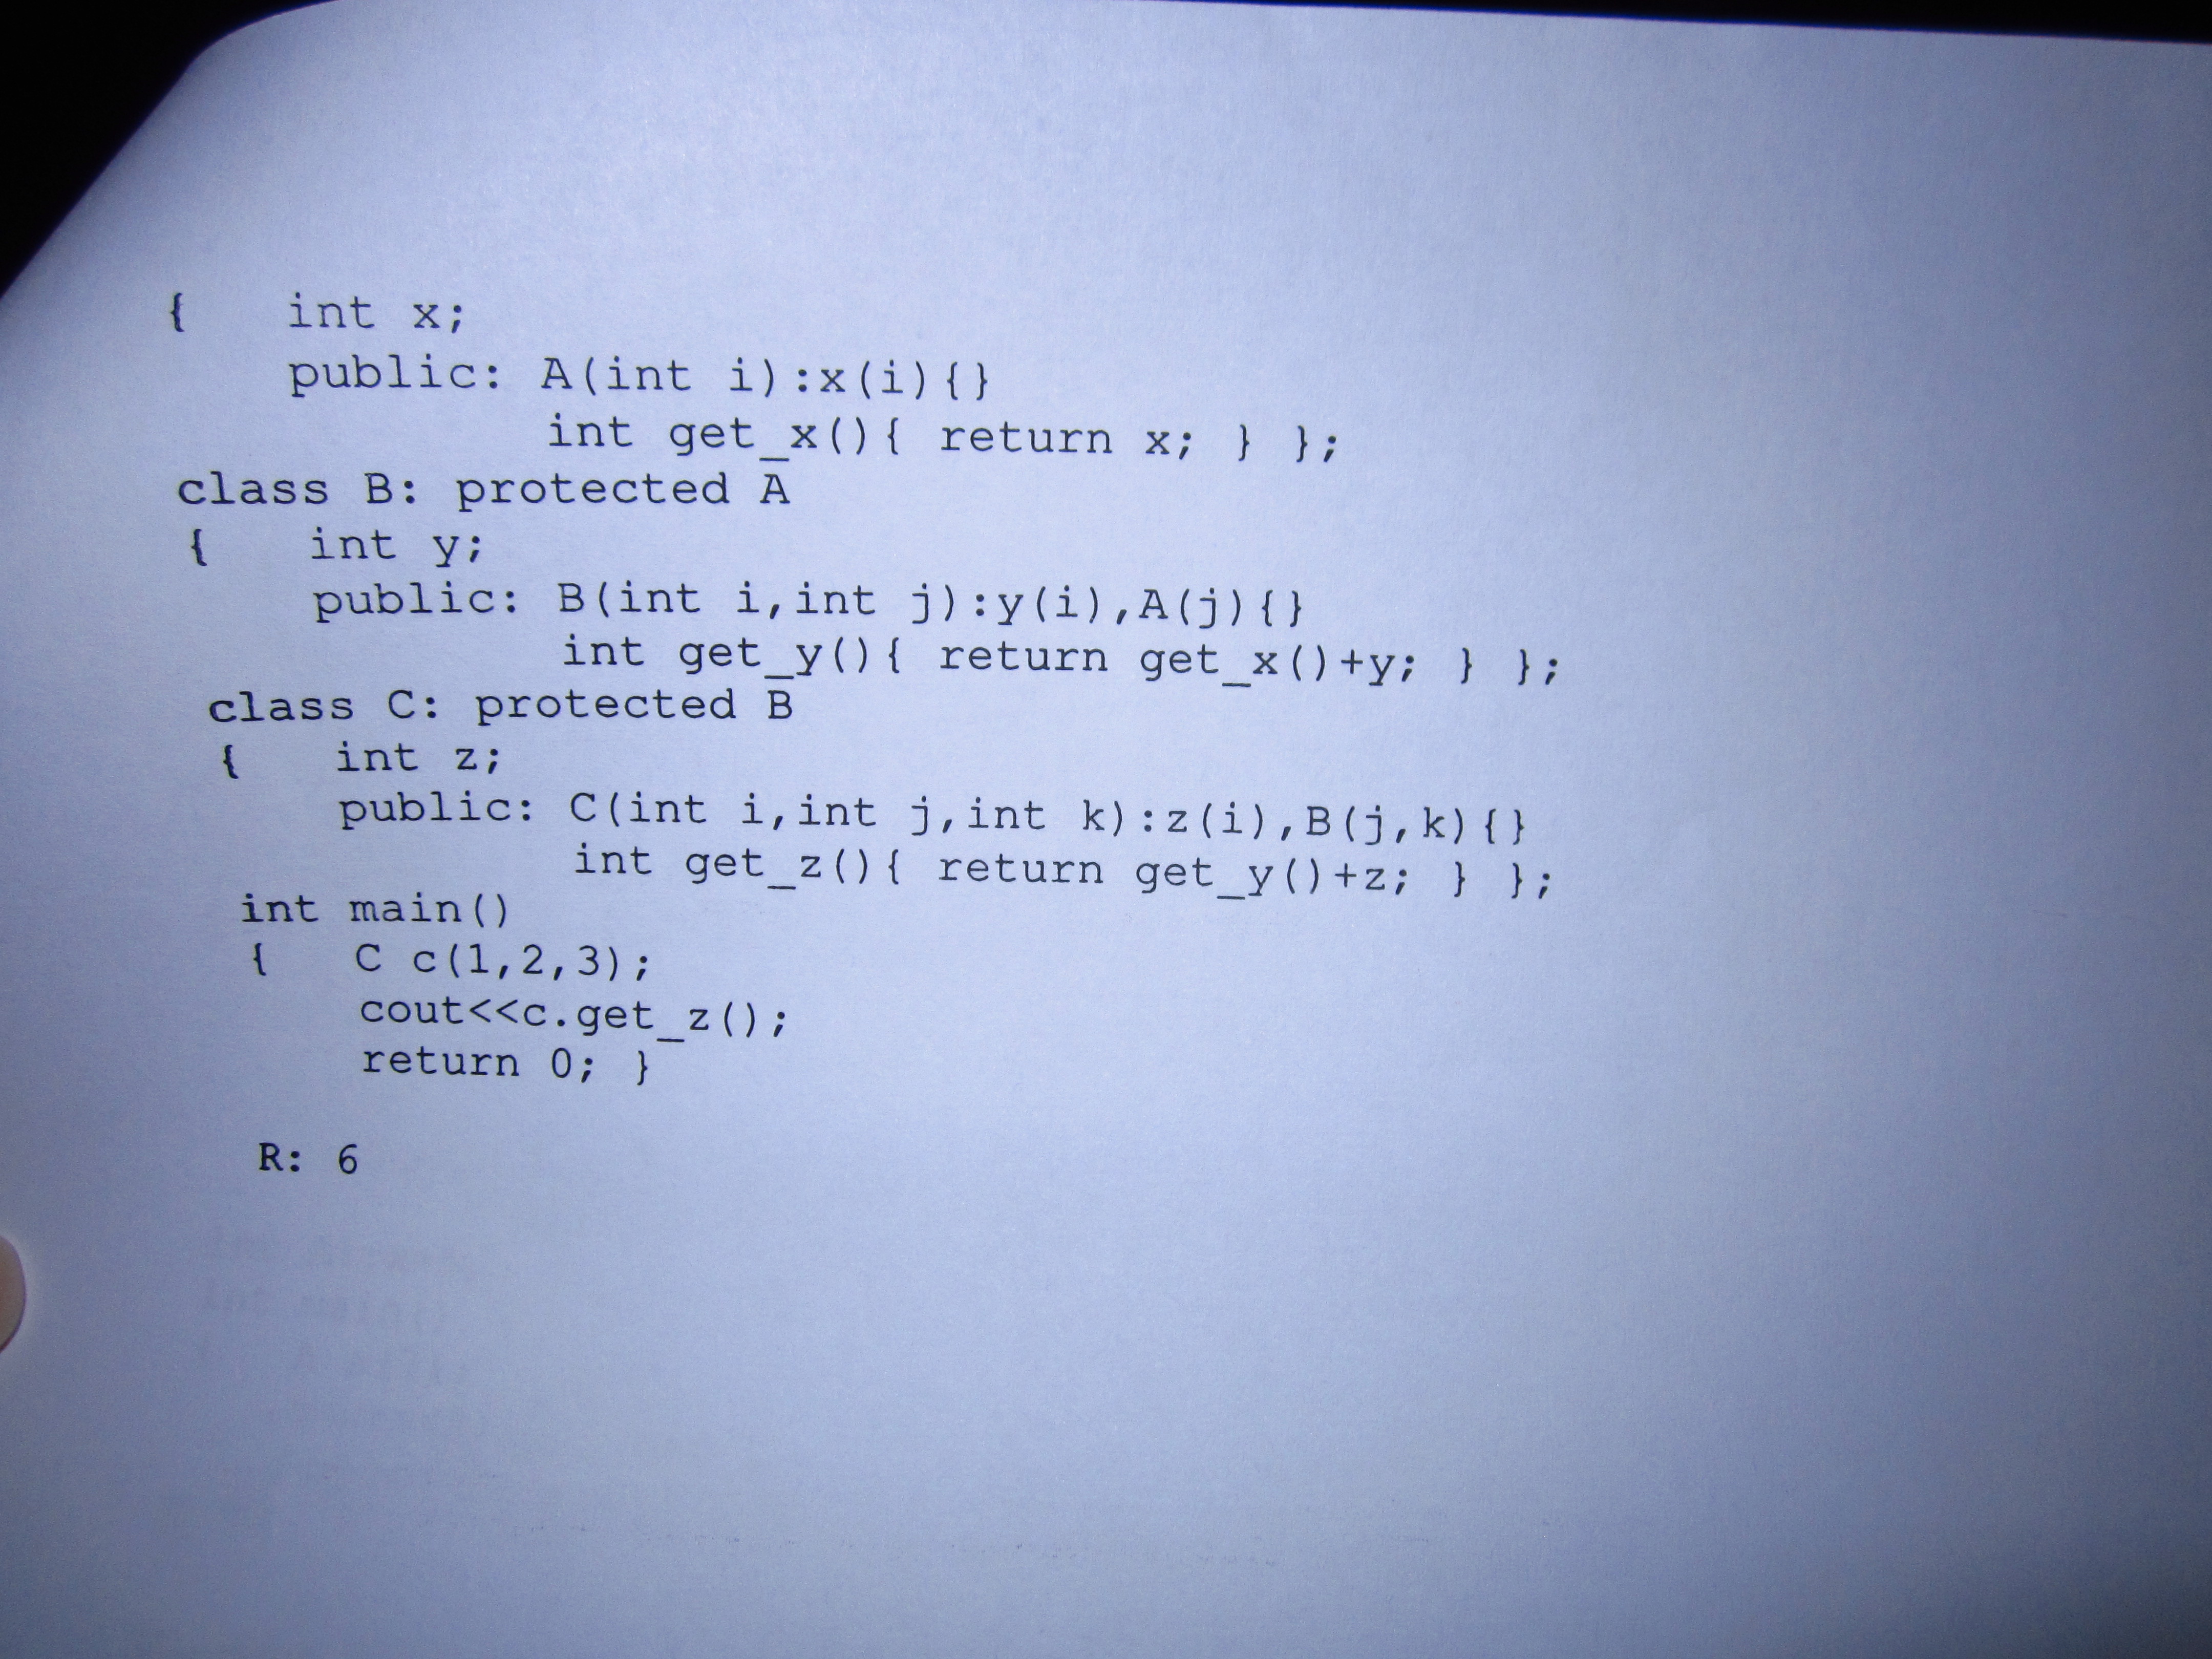 { int x;
public: A(int i):x(i){}
int get_x(){ return x; } };
class B: protected A
{ int y;
public: B(int i,int j):y(i),A(j){}
int get_y(){ return get_x()+y; } };
class C: protected B
{ int z;
public: C(int i,int j,int k):z(i),B(j,k){}
int get_z(){ return get_y()+z; } };
int main()
{ C c(1,2,3);
cout<<c.get_z();
return 0; }
R: 6